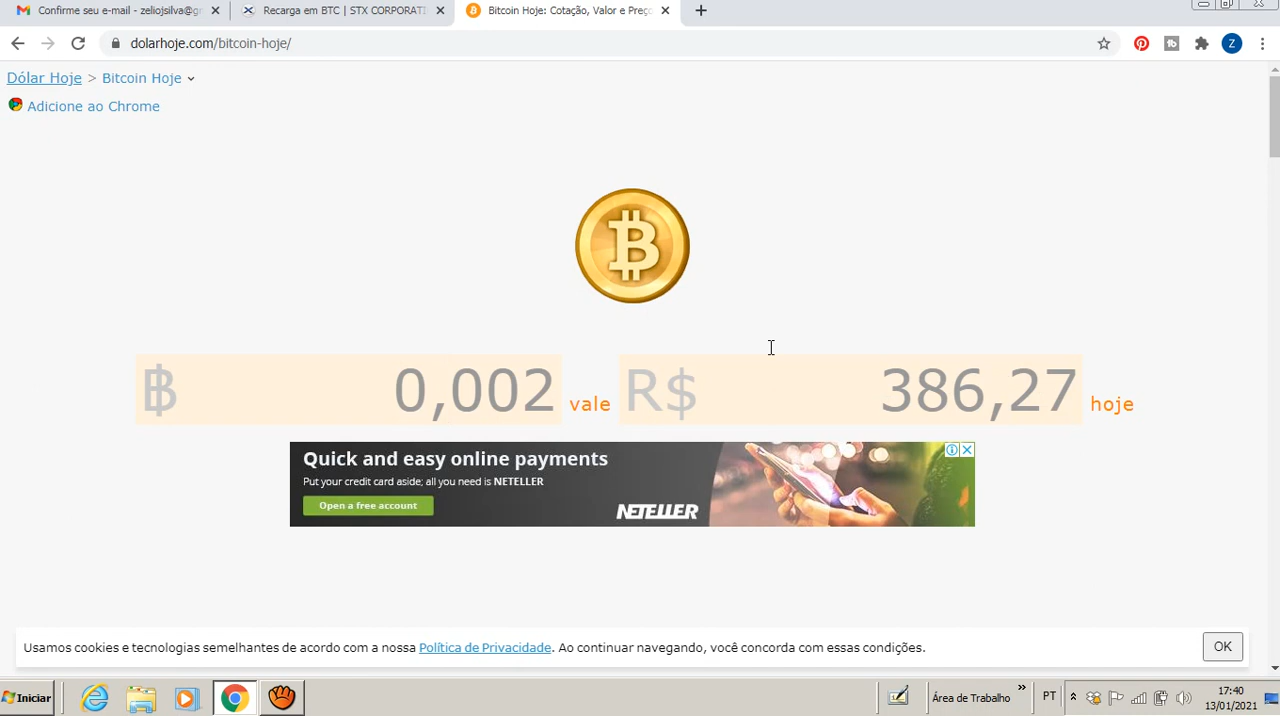 Confirme seu e-mail - zeliojsilva@gr
Recarga em BTC | STX CORPORATI
Bitcoin Hoje: Cotação, Valor e Preço
dolarhoje.com/bitcoin-hoje/
Z
Dólar Hoje > Bitcoin Hoje
Adicione ao Chrome
฿ 0,002 vale R$ 386,27 hoje
Quick and easy online payments
Put your credit card aside; all you need is NETELLER
Open a free account
NETELLER
Usamos cookies e tecnologias semelhantes de acordo com a nossa Política de Privacidade. Ao continuar navegando, você concorda com essas condições.
OK
Iniciar
Área de Trabalho
PT
17:40
13/01/2021